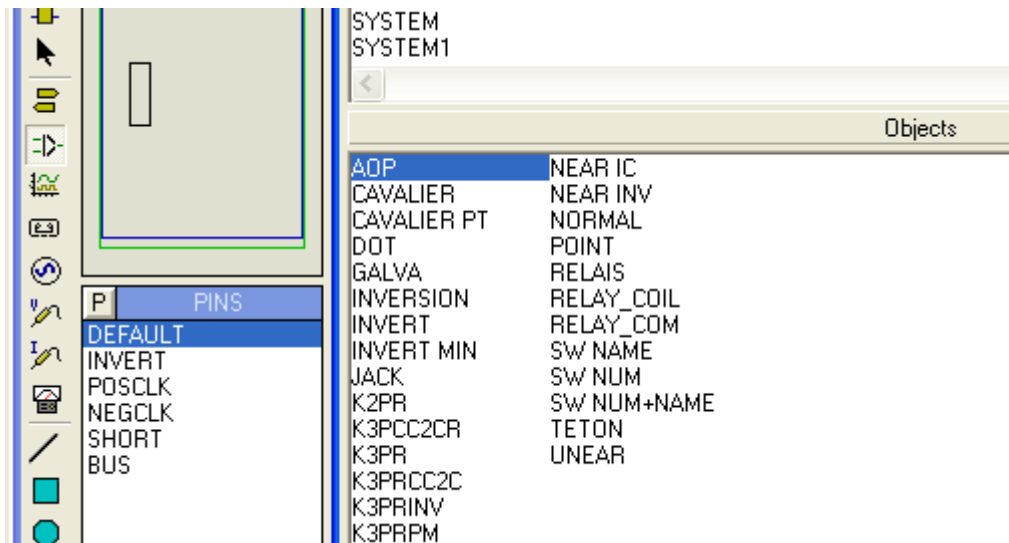 SYSTEM
SYSTEM1
Objects
P PINS
DEFAULT
INVERT
POSCLK
NEGCLK
SHORT
BUS
AOP
CAVALIER
CAVALIER PT
DOT
GALVA
INVERSION
INVERT
INVERT MIN
JACK
K2PR
K3PCC2CR
K3PR
K3PRCC2C
K3PRINV
K3PRPM
NEAR IC
NEAR INV
NORMAL
POINT
RELAIS
RELAY_COIL
RELAY_COM
SW NAME
SW NUM
SW NUM+NAME
TETON
UNEAR